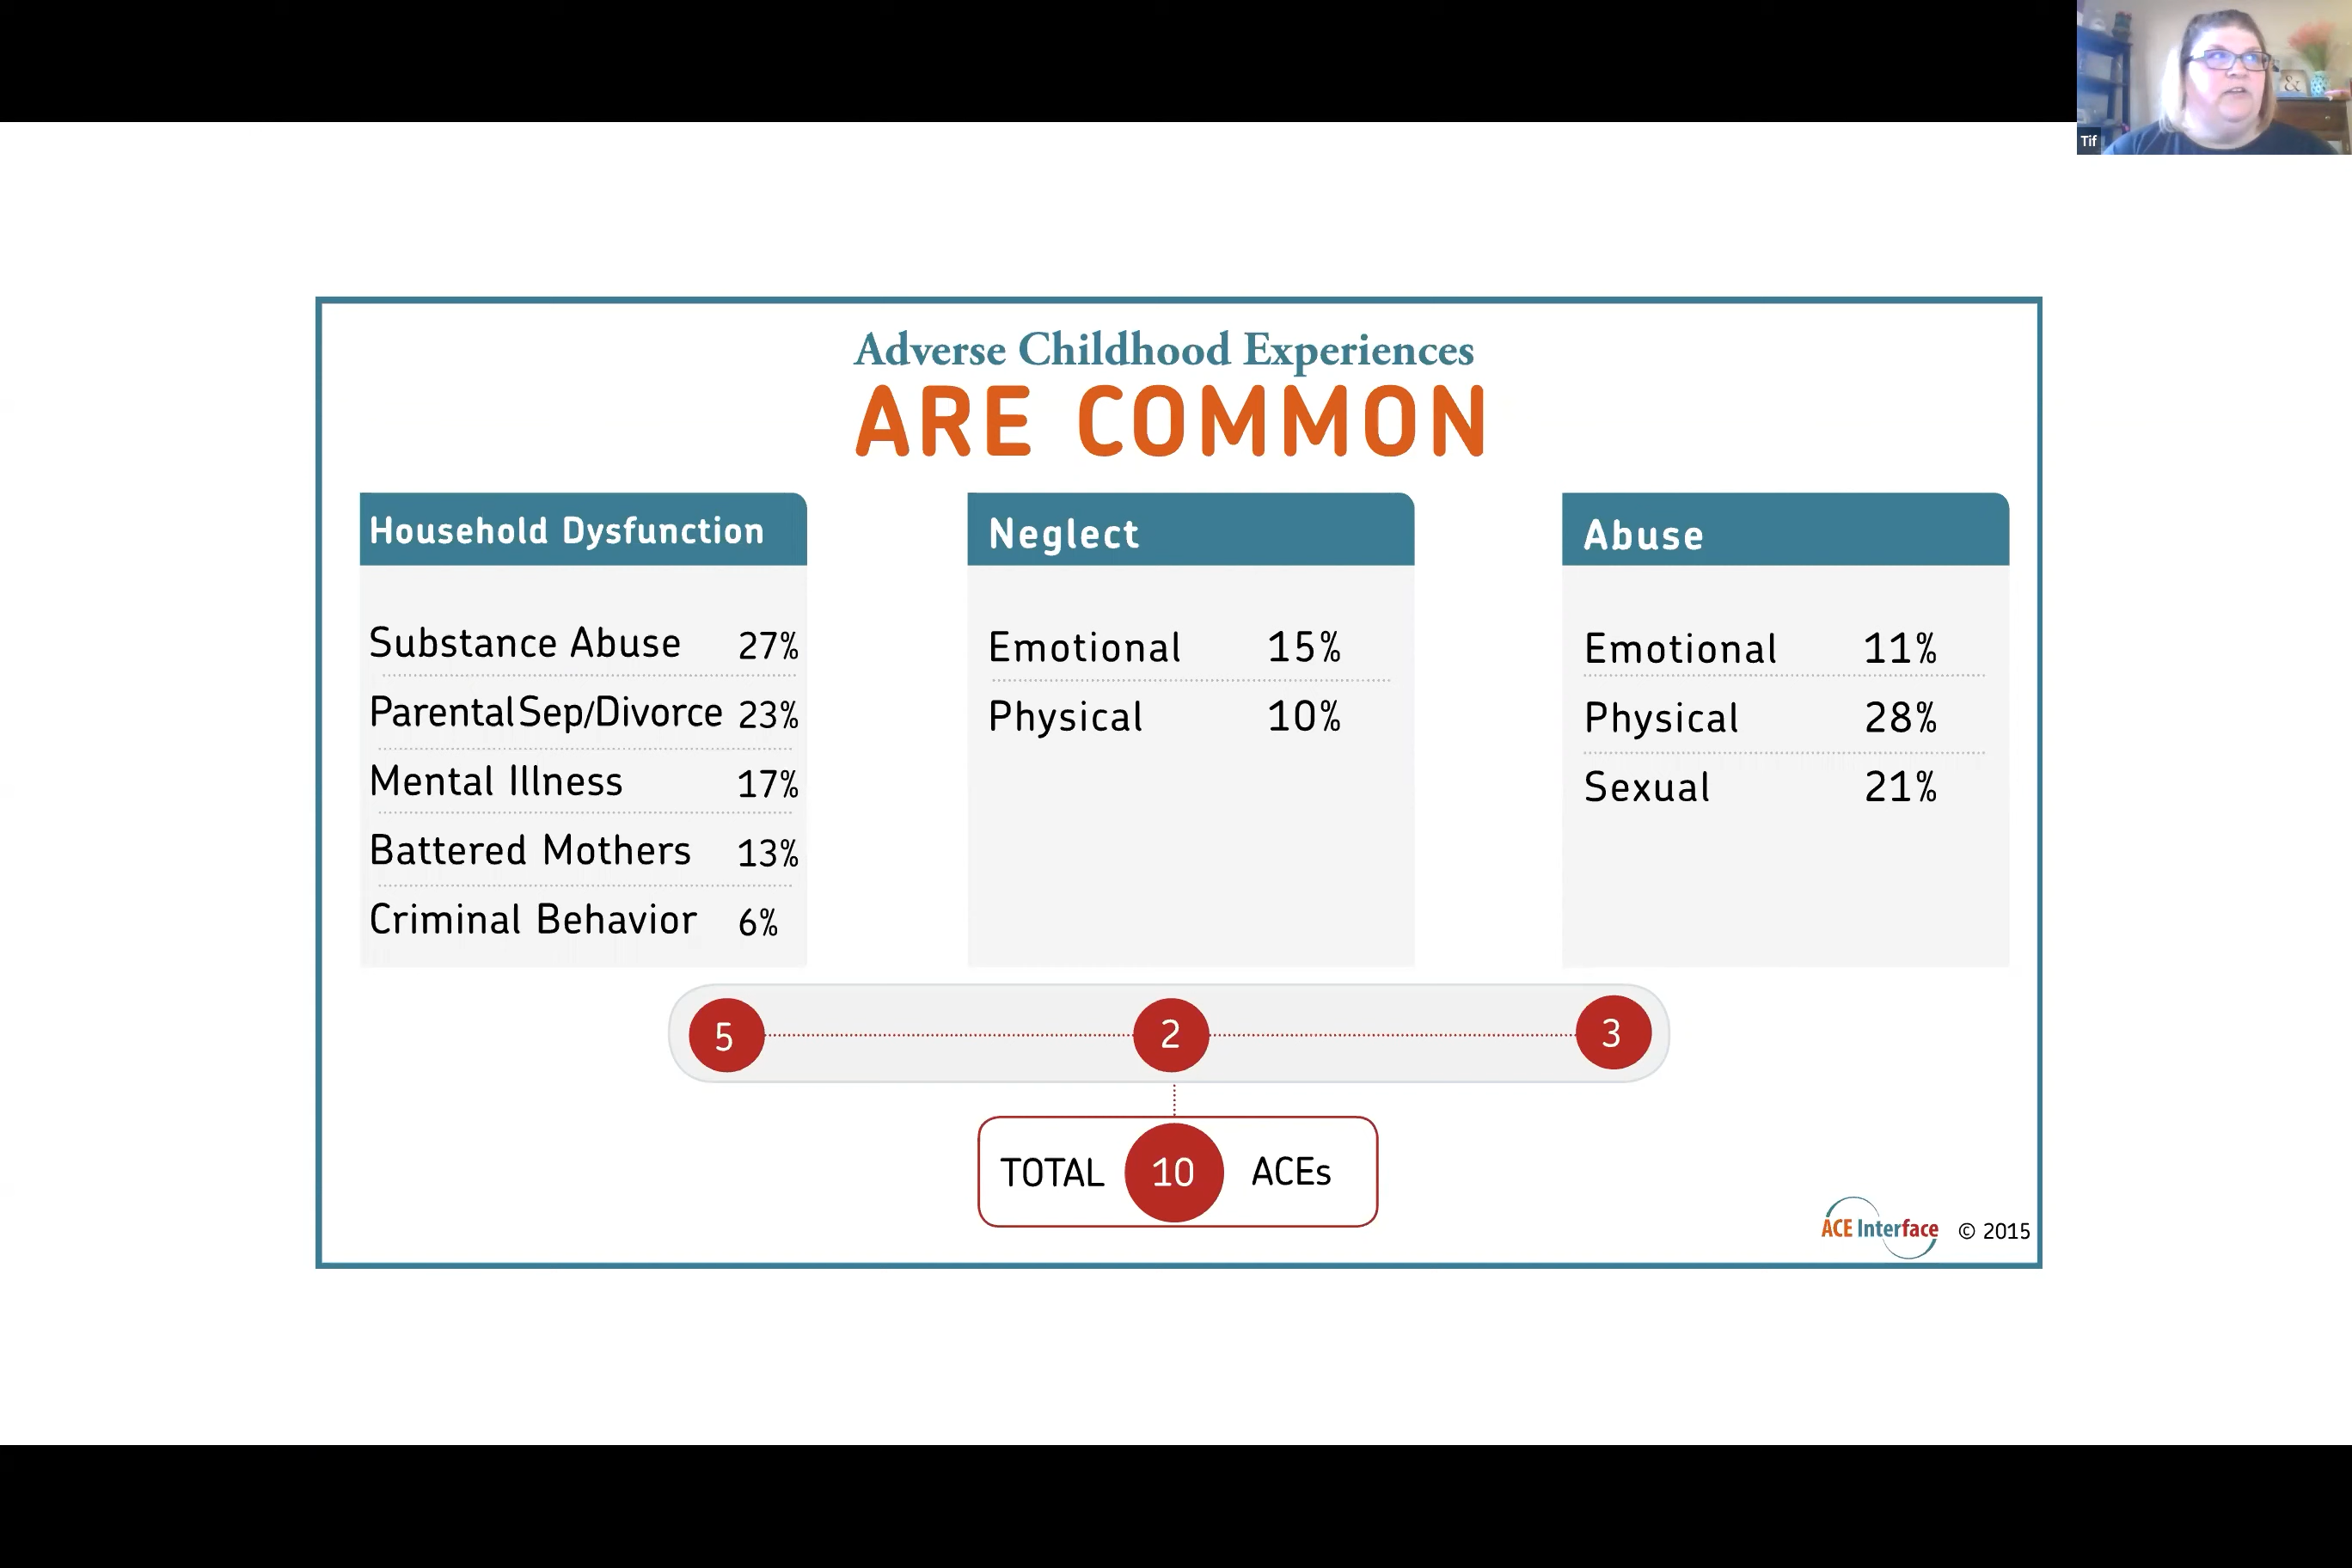 Tif
&
Adverse Childhood Experiences
ARE COMMON
Household Dysfunction
Substance Abuse 27%
Parental Sep/Divorce 23%
Mental Illness 17%
Battered Mothers 13%
Criminal Behavior 6%
Neglect
Emotional 15%
Physical 10%
Abuse
Emotional 11%
Physical 28%
Sexual 21%
5 2 3
TOTAL 10 ACEs
ACE Interface © 2015